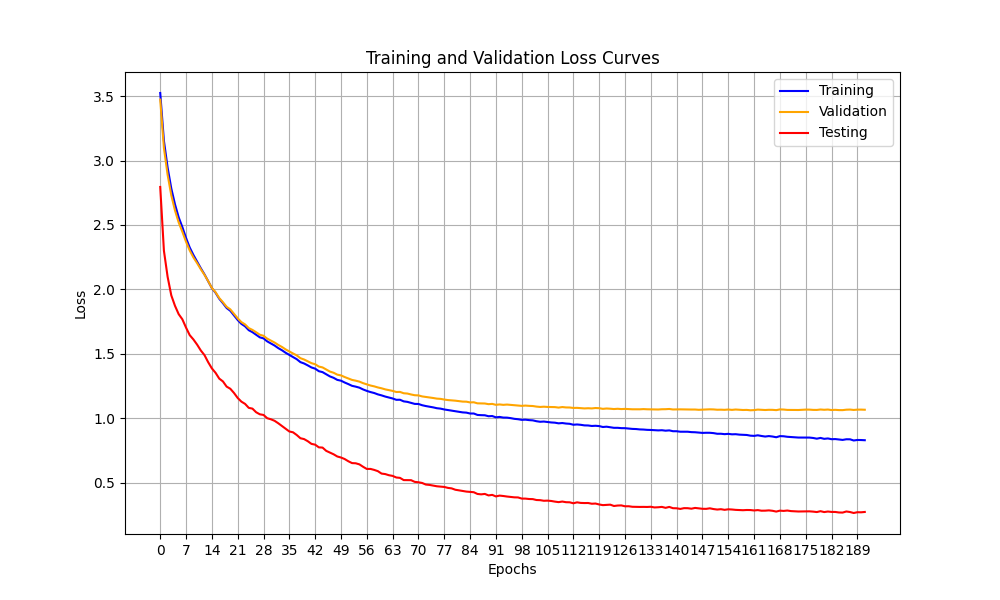 Training and Validation Loss Curves
Training
Validation
Testing
Loss
3.5
3.0
2.5
2.0
1.5
1.0
0.5
0 7 14 21 28 35 42 49 56 63 70 77 84 91 98 105 112 119 126 133 140 147 154 161 168 175 182 189
Epochs